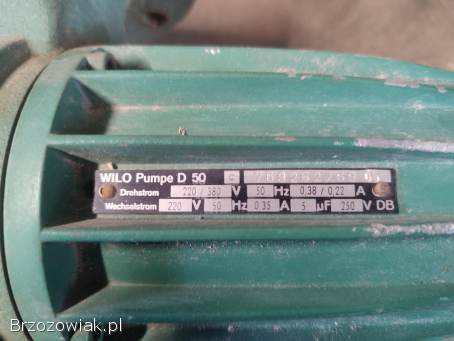 WILO Pumpe D 50
Drehstrom 220 / 380 V 50 Hz 0,38 / 0,22 A
Wechselstrom 220 V 50 Hz 0,35 A 5 µF 250 V DB
Brzozowiak.pl